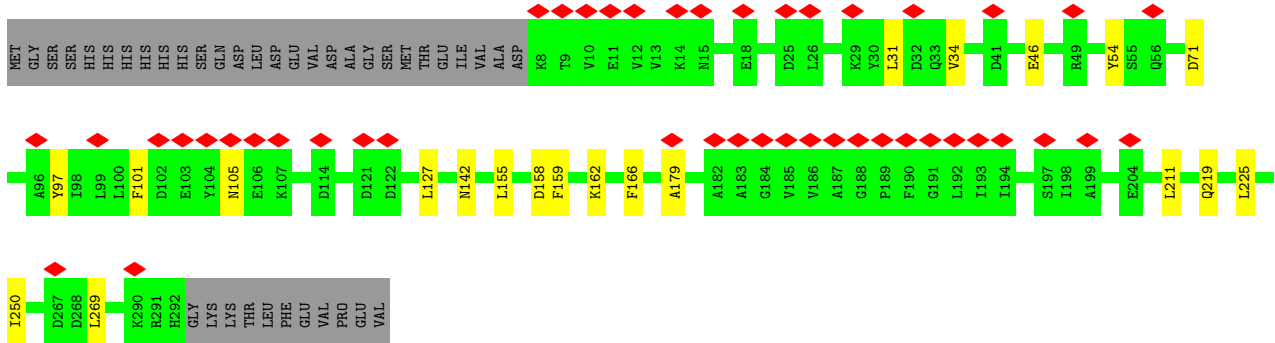 MET GLY SER SER HIS HIS HIS HIS HIS HIS SER GLN ASP LEU ASP GLU VAL ASP ALA GLY SER MET THR GLU ILE VAL ALA ASP K8 T9 V10 E11 V12 V13 K14 N15 E18 D25 L26 K29 Y30 L31 D32 Q33 V34 D41 E46 R49 Y54 S55 Q56 D71
A96 Y97 I98 L99 L100 F101 D102 E103 Y104 N105 E106 K107 D114 D121 D122 L127 N142 L155 D158 F159 K162 F166 A179 A182 A183 G184 V185 V186 A187 G188 P189 F190 G191 L192 I193 I194 S197 I198 A199 E204 L211 Q219 L225
I250 D267 D268 L269 K290 R291 H292 GLY LYS LYS THR LEU PHE GLU VAL PRO GLU VAL